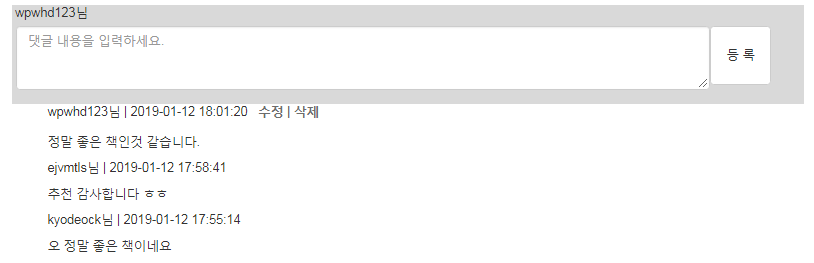 wpwhd123님
댓글 내용을 입력하세요.
등 록
wpwhd123님 | 2019-01-12 18:01:20 수정 | 삭제
정말 좋은 책인것 같습니다.
ejvmtls님 | 2019-01-12 17:58:41
추천 감사합니다 ㅎㅎ
kyodeock님 | 2019-01-12 17:55:14
오 정말 좋은 책이네요